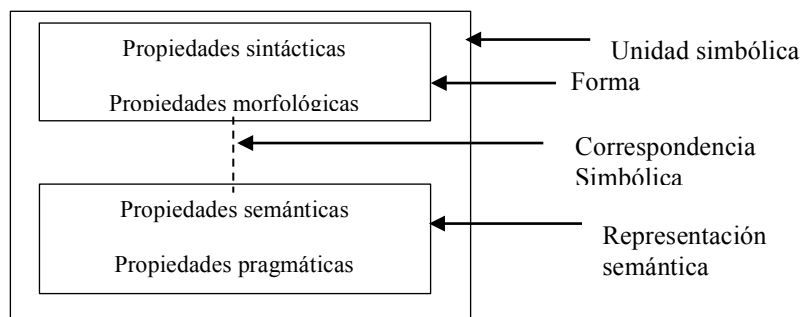 Propiedades sintácticas
Propiedades morfológicas
Propiedades semánticas
Propiedades pragmáticas
Unidad simbólica
Forma
Correspondencia
Simbólica
Representación
semántica